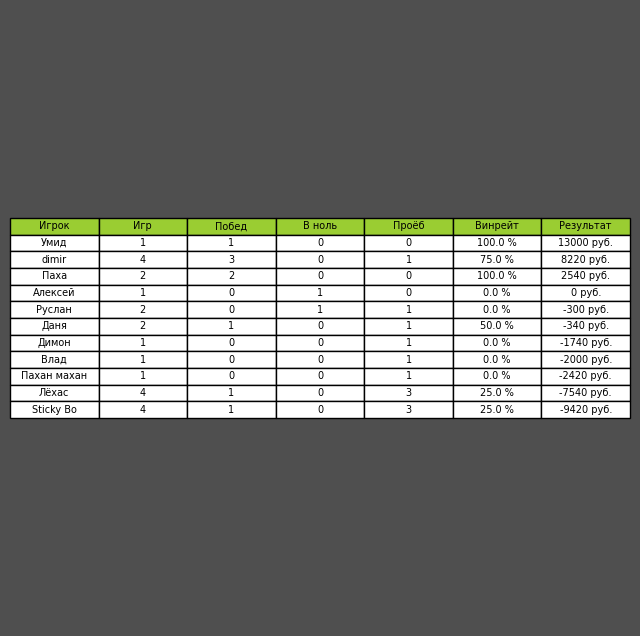 Игрок Игр Побед В ноль Проёб Винрейт Результат
Умид 1 1 0 0 100.0 % 13000 руб.
dimir 4 3 0 1 75.0 % 8220 руб.
Паха 2 2 0 0 100.0 % 2540 руб.
Алексей 1 0 1 0 0.0 % 0 руб.
Руслан 2 0 1 1 0.0 % -300 руб.
Даня 2 1 0 1 50.0 % -340 руб.
Димон 1 0 0 1 0.0 % -1740 руб.
Влад 1 0 0 1 0.0 % -2000 руб.
Пахан махан 1 0 0 1 0.0 % -2420 руб.
Лёхас 4 1 0 3 25.0 % -7540 руб.
Sticky Bo 4 1 0 3 25.0 % -9420 руб.